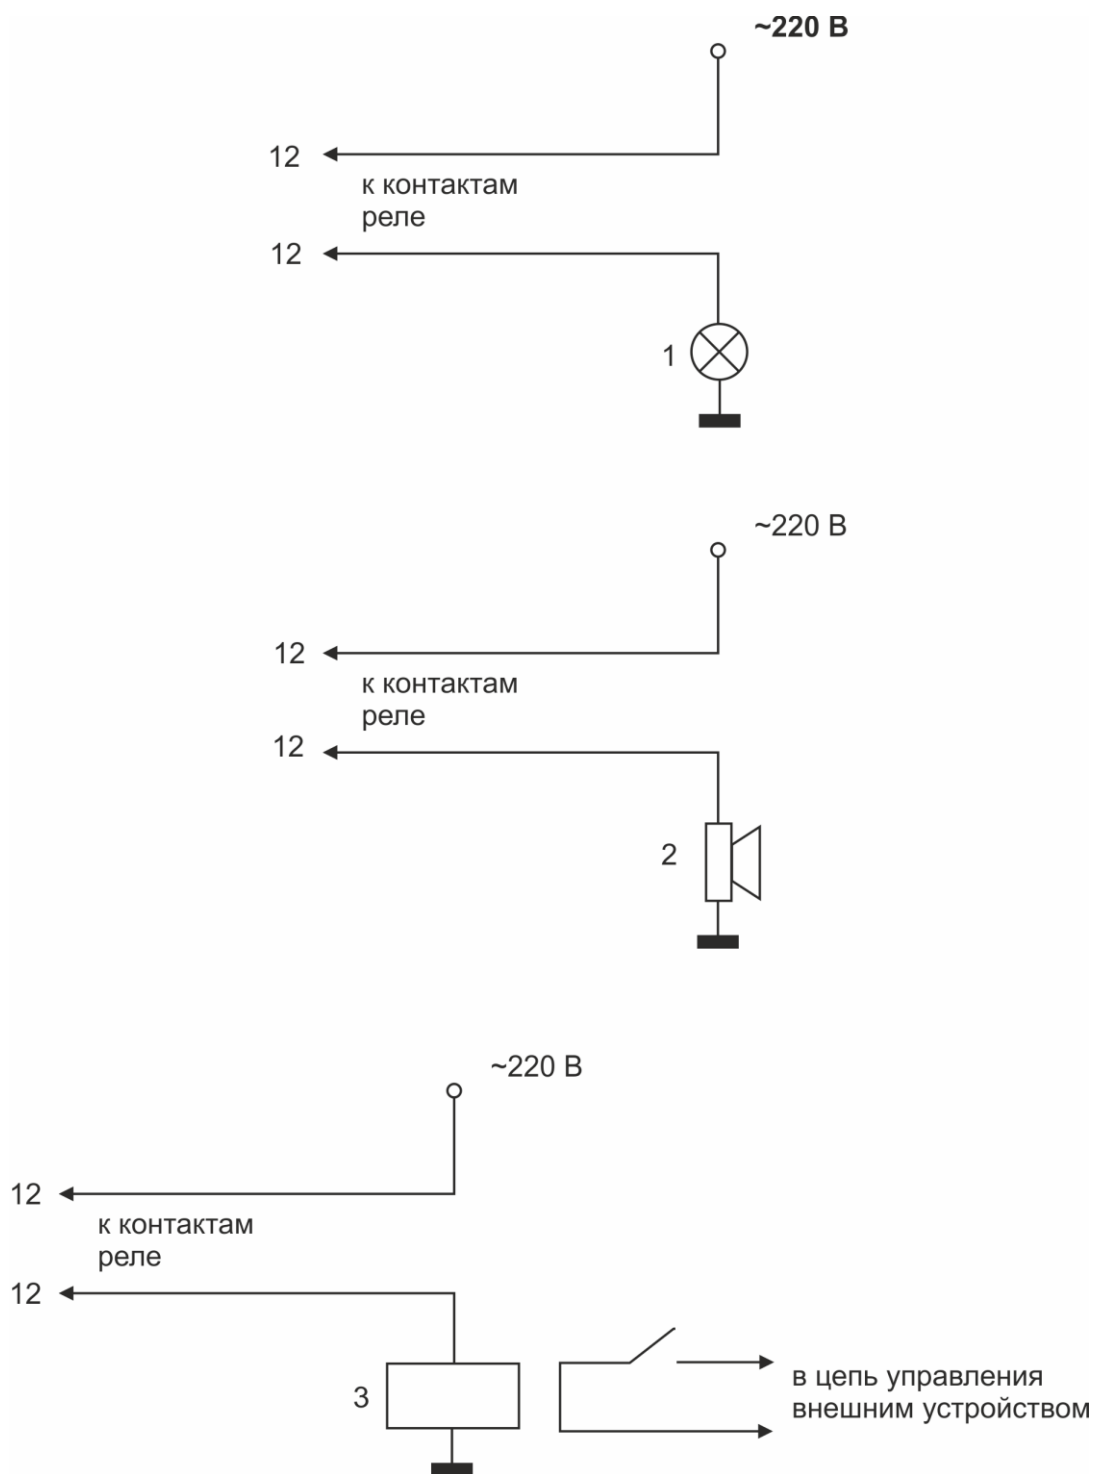 ~220 В
12
к контактам
реле
12
1
~220 В
12
к контактам
реле
12
2
~220 В
12
к контактам
реле
12
3
в цепь управления
внешним устройством